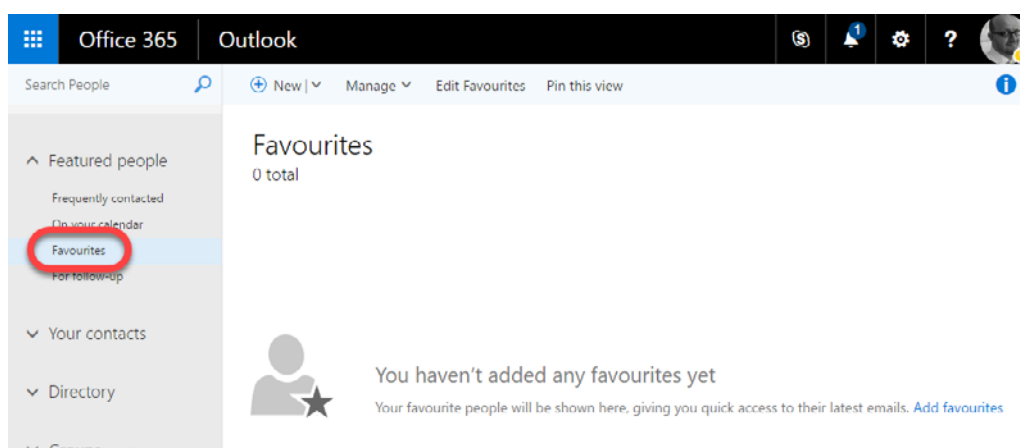 Office 365 Outlook 1 ?
Search People New Manage Edit Favourites Pin this view
Favourites
0 total
Featured people
Frequently contacted
On your calendar
Favourites
For follow-up
Your contacts
You haven't added any favourites yet
Directory
Your favourite people will be shown here, giving you quick access to their latest emails. Add favourites